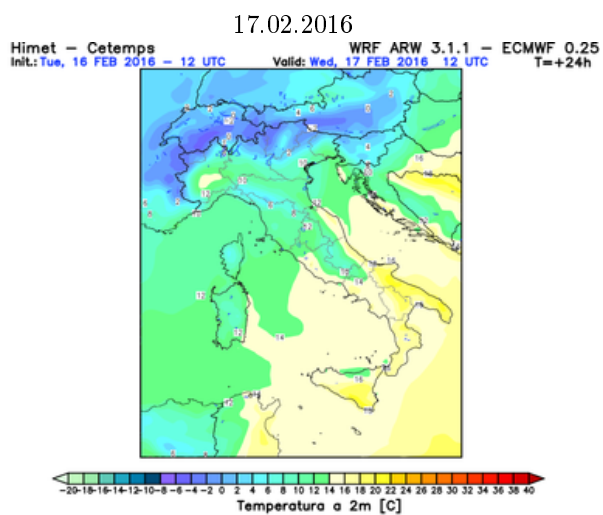 17.02.2016
Himet – Cetemps WRF ARW 3.1.1 – ECMWF 0.25
Init.: Tue, 16 FEB 2016 – 12 UTC Valid: Wed, 17 FEB 2016 12 UTC T=+24h
-20 -18 -16 -14 -12 -10 -8 -6 -4 -2 0 2 4 6 8 10 12 14 16 18 20 22 24 26 28 30 32 34 36 38 40
Temperatura a 2m [C]